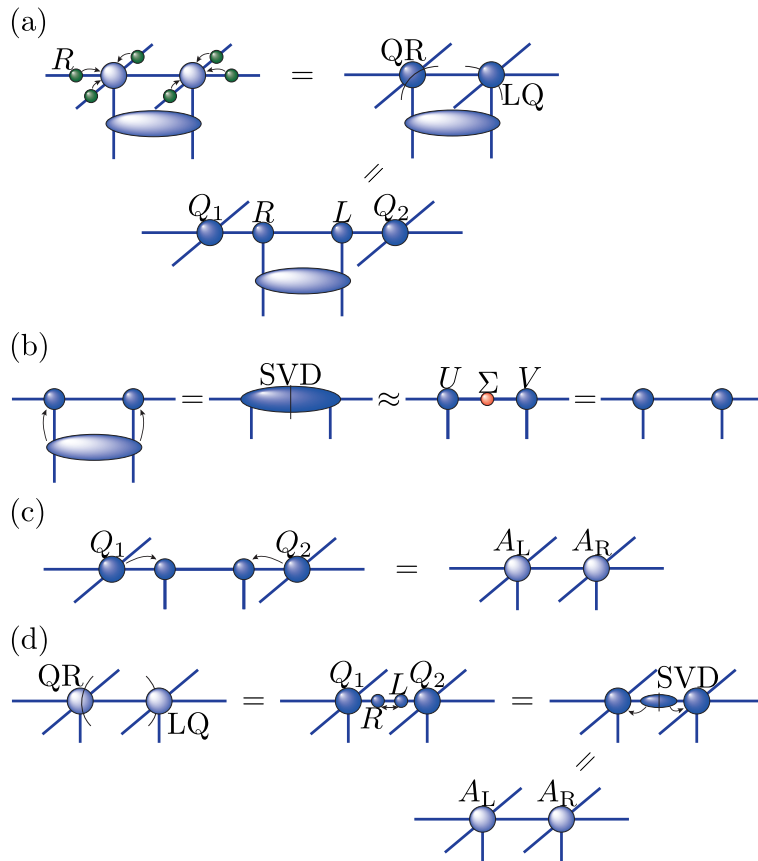 (a)
R
=
QR
LQ
=
Q1 R L Q2
(b)
=
SVD
≈
U Σ V
=
(c)
Q1 Q2
=
AL AR
(d)
QR
LQ
=
Q1 L Q2
R
=
SVD
=
AL AR